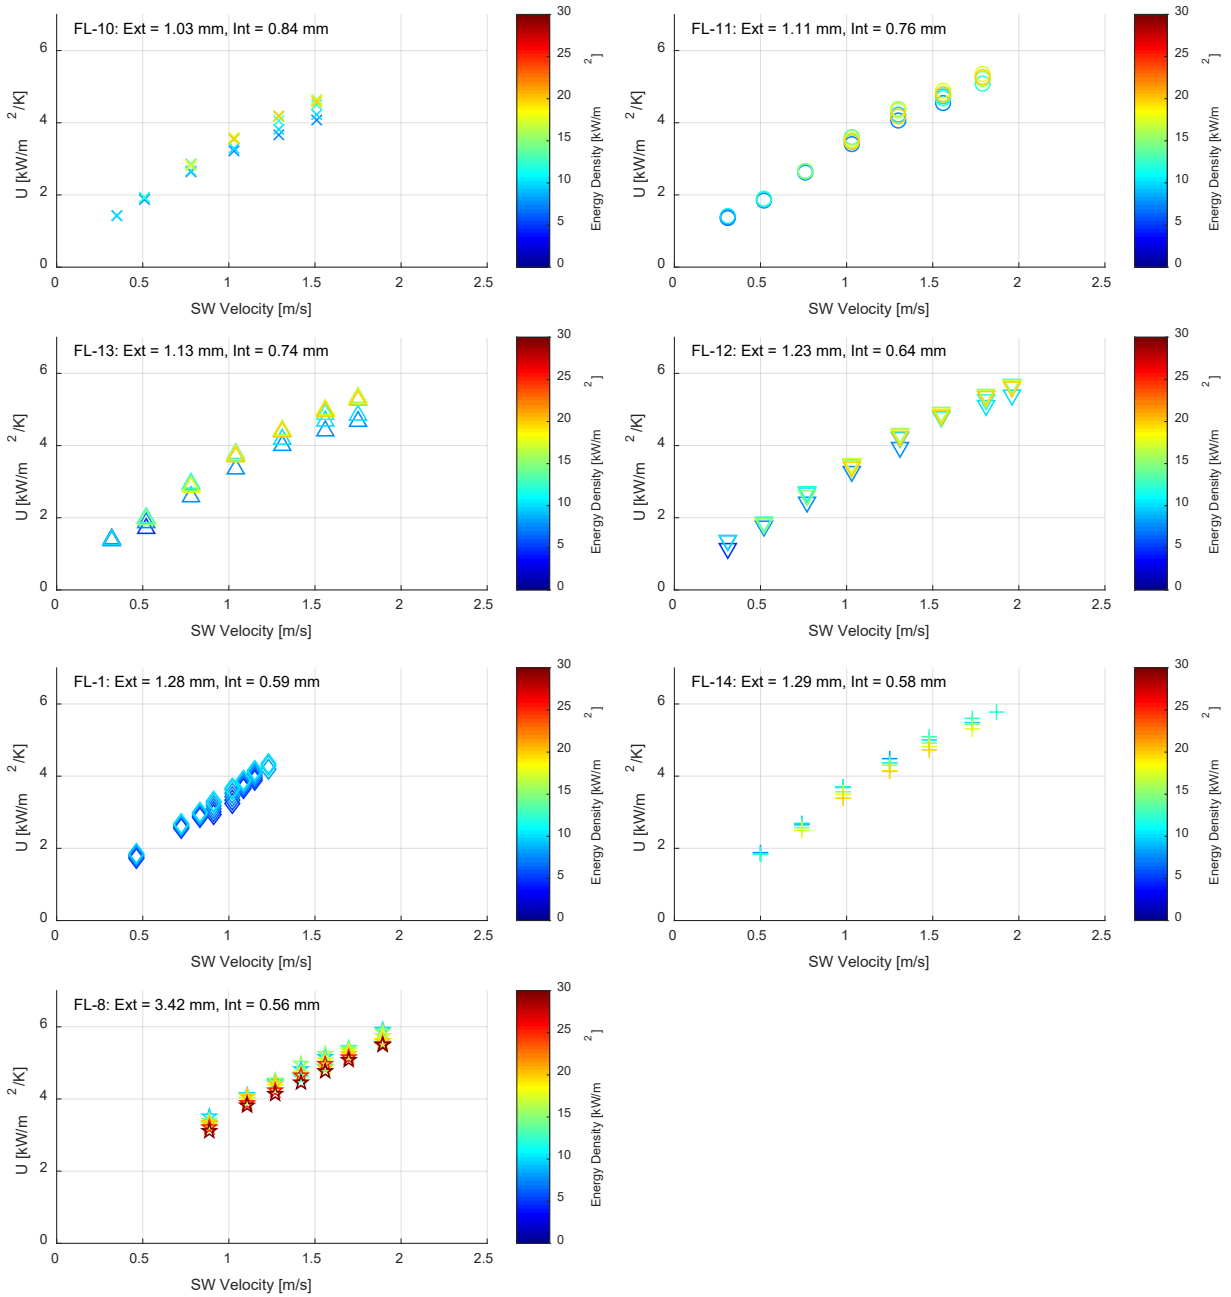 FL-10: Ext = 1.03 mm, Int = 0.84 mm
6
4
2
0
U [kW/m 2/K]
0 0.5 1 1.5 2 2.5
SW Velocity [m/s]
30
25
20
15
10
5
0
Energy Density [kW/m 2]
FL-11: Ext = 1.11 mm, Int = 0.76 mm
6
4
2
0
U [kW/m 2/K]
0 0.5 1 1.5 2 2.5
SW Velocity [m/s]
30
25
20
15
10
5
0
Energy Density [kW/m 2]
FL-13: Ext = 1.13 mm, Int = 0.74 mm
6
4
2
0
U [kW/m 2/K]
0 0.5 1 1.5 2 2.5
SW Velocity [m/s]
30
25
20
15
10
5
0
Energy Density [kW/m 2]
FL-12: Ext = 1.23 mm, Int = 0.64 mm
6
4
2
0
U [kW/m 2/K]
0 0.5 1 1.5 2 2.5
SW Velocity [m/s]
30
25
20
15
10
5
0
Energy Density [kW/m 2]
FL-1: Ext = 1.28 mm, Int = 0.59 mm
6
4
2
0
U [kW/m 2/K]
0 0.5 1 1.5 2 2.5
SW Velocity [m/s]
30
25
20
15
10
5
0
Energy Density [kW/m 2]
FL-14: Ext = 1.29 mm, Int = 0.58 mm
6
4
2
0
U [kW/m 2/K]
0 0.5 1 1.5 2 2.5
SW Velocity [m/s]
30
25
20
15
10
5
0
Energy Density [kW/m 2]
FL-8: Ext = 3.42 mm, Int = 0.56 mm
6
4
2
0
U [kW/m 2/K]
0 0.5 1 1.5 2 2.5
SW Velocity [m/s]
30
25
20
15
10
5
0
Energy Density [kW/m 2]